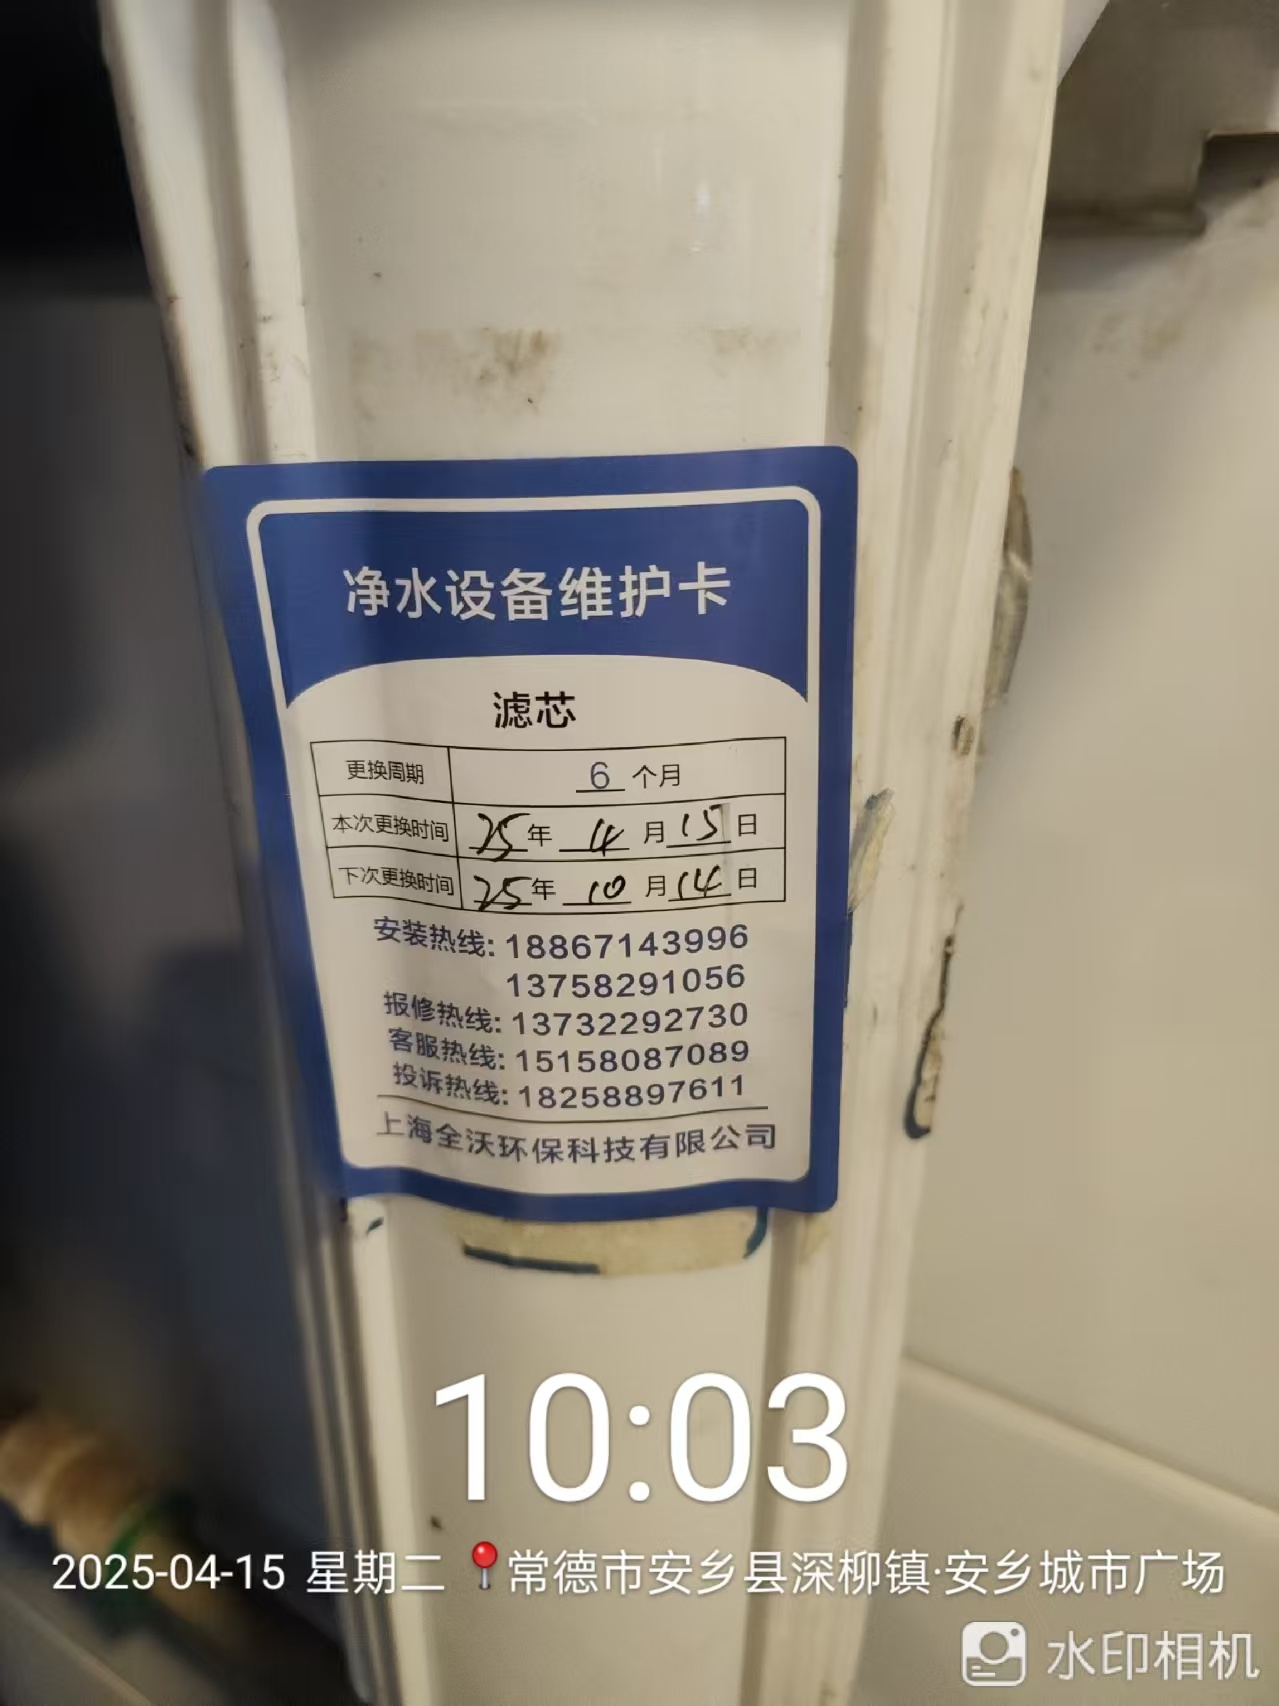 净水设备维护卡
滤芯
更换周期 6 个月
本次更换时间 25年 4 月 15 日
下次更换时间 25年 10 月 14 日
安装热线: 18867143996
13758291056
报修热线: 13732292730
客服热线: 15158087089
投诉热线: 18258897611
上海全沃环保科技有限公司
10:03
2025-04-15 星期二 📍常德市安乡县深柳镇·安乡城市广场
水印相机